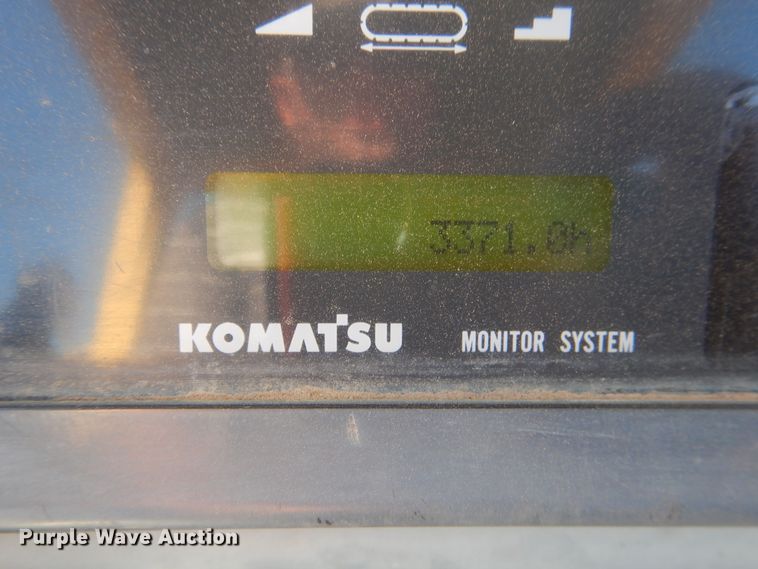 3371.0h
KOMATSU MONITOR SYSTEM
Purple Wave Auction